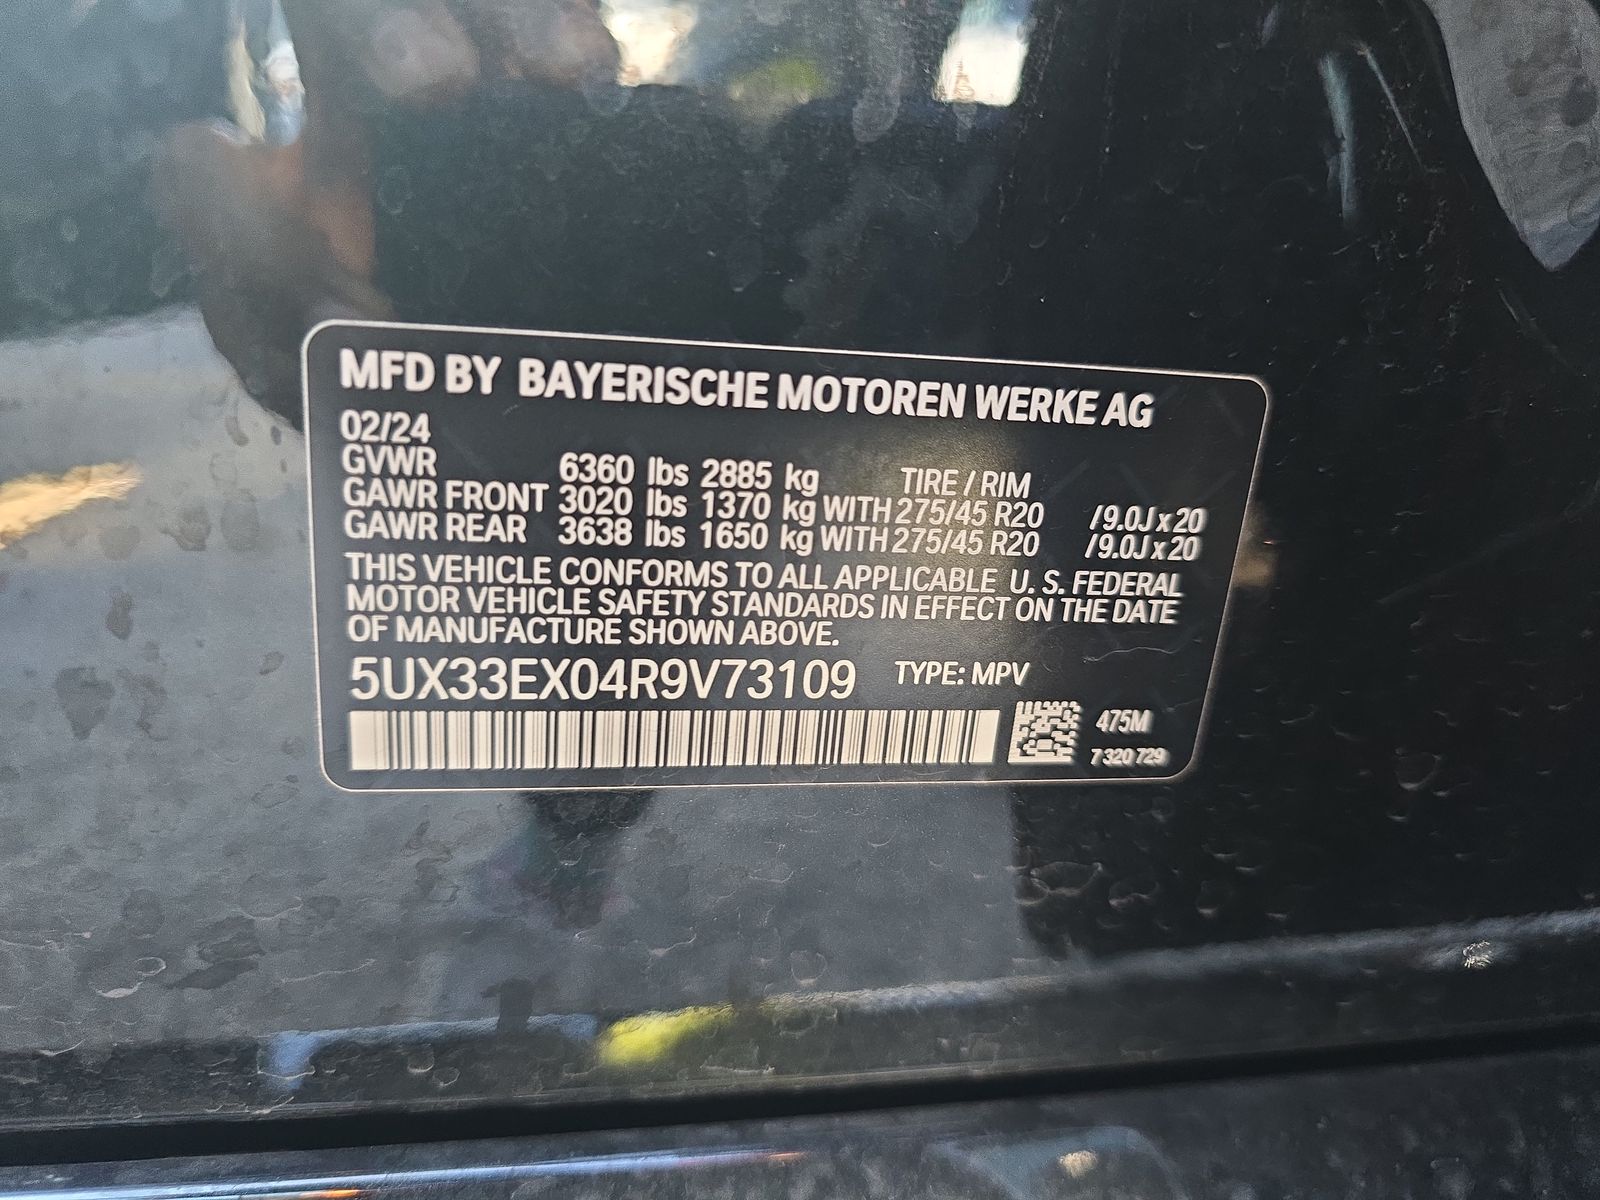 MFD BY BAYERISCHE MOTOREN WERKE AG
02/24
GVWR 6360 lbs 2885 kg TIRE / RIM
GAWR FRONT 3020 lbs 1370 kg WITH 275/45 R20 /9.0J x 20
GAWR REAR 3638 lbs 1650 kg WITH 275/45 R20 /9.0J x 20
THIS VEHICLE CONFORMS TO ALL APPLICABLE U. S. FEDERAL
MOTOR VEHICLE SAFETY STANDARDS IN EFFECT ON THE DATE
OF MANUFACTURE SHOWN ABOVE.
5UX33EX04R9V73109 TYPE: MPV
475M
7 320 729